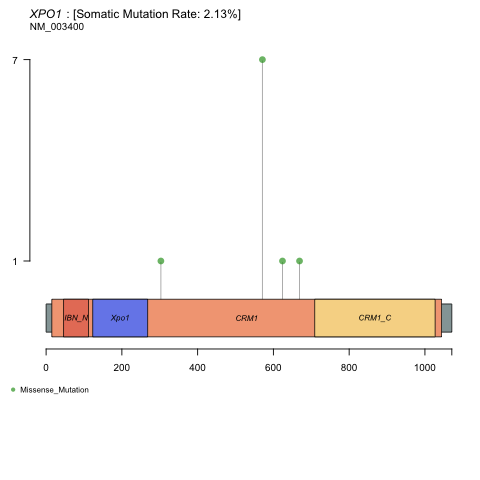 XPO1 : [Somatic Mutation Rate: 2.13%]
NM_003400
7
1
IBN_N Xpo1 CRM1 CRM1_C
0 200 400 600 800 1000
Missense_Mutation